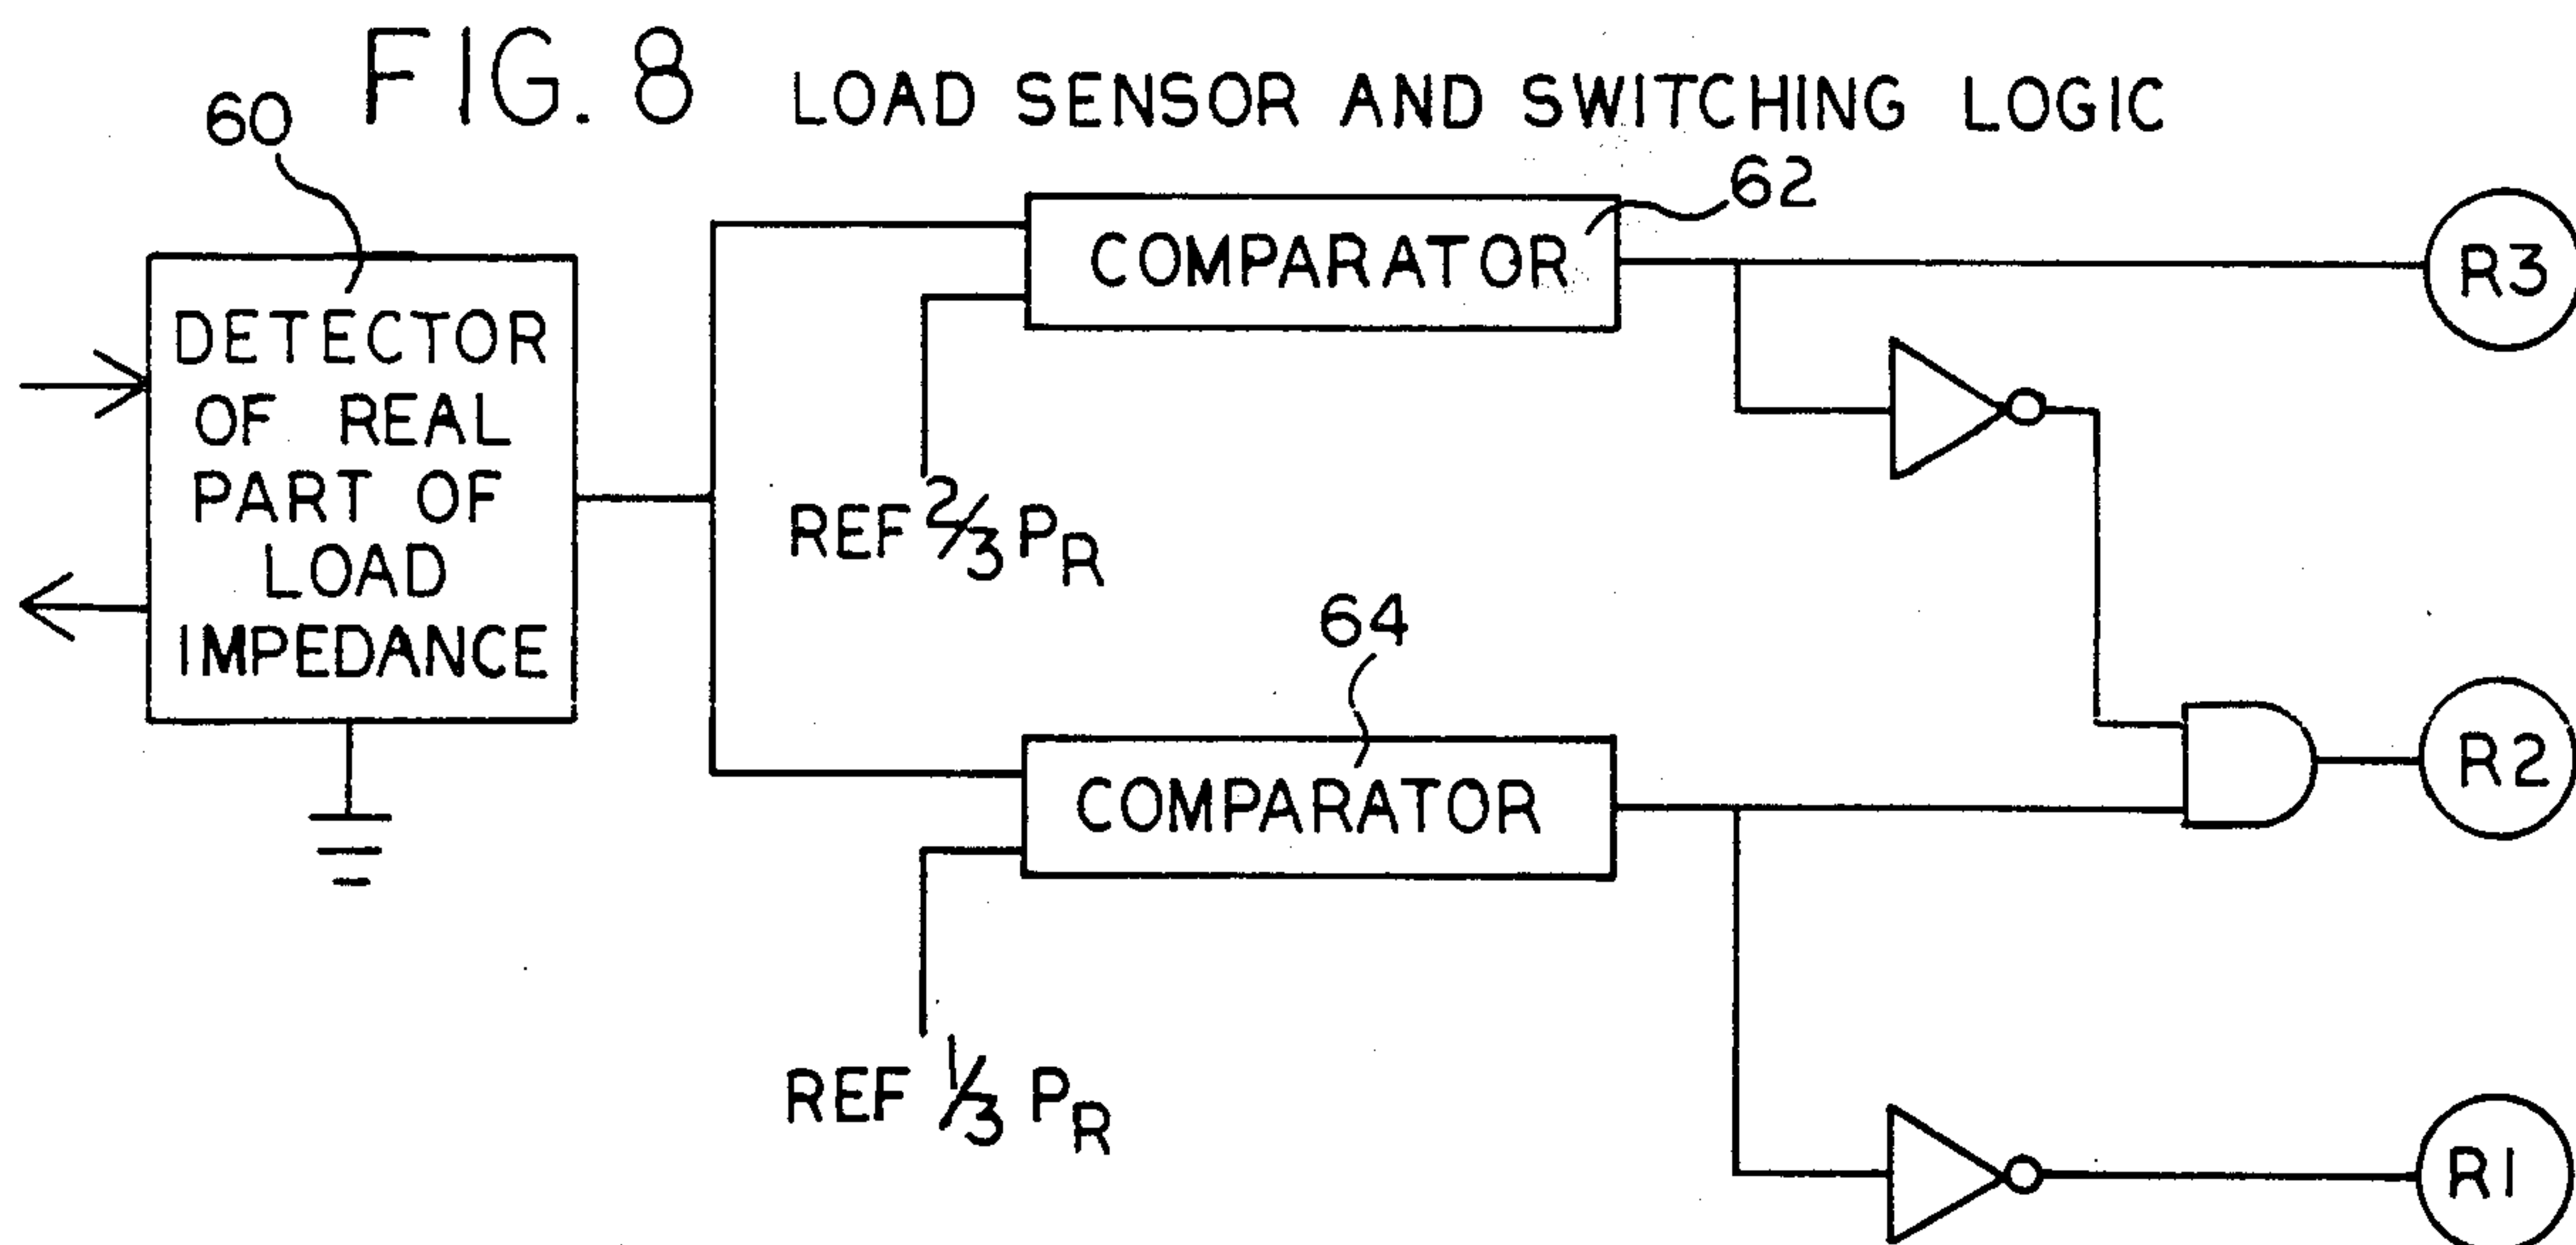 FIG. 8 LOAD SENSOR AND SWITCHING LOGIC
60
62
COMPARATOR
R3
DETECTOR
OF REAL
PART OF
LOAD
IMPEDANCE
REF 2/3 PR
64
COMPARATOR
R2
REF 1/3 PR
R1